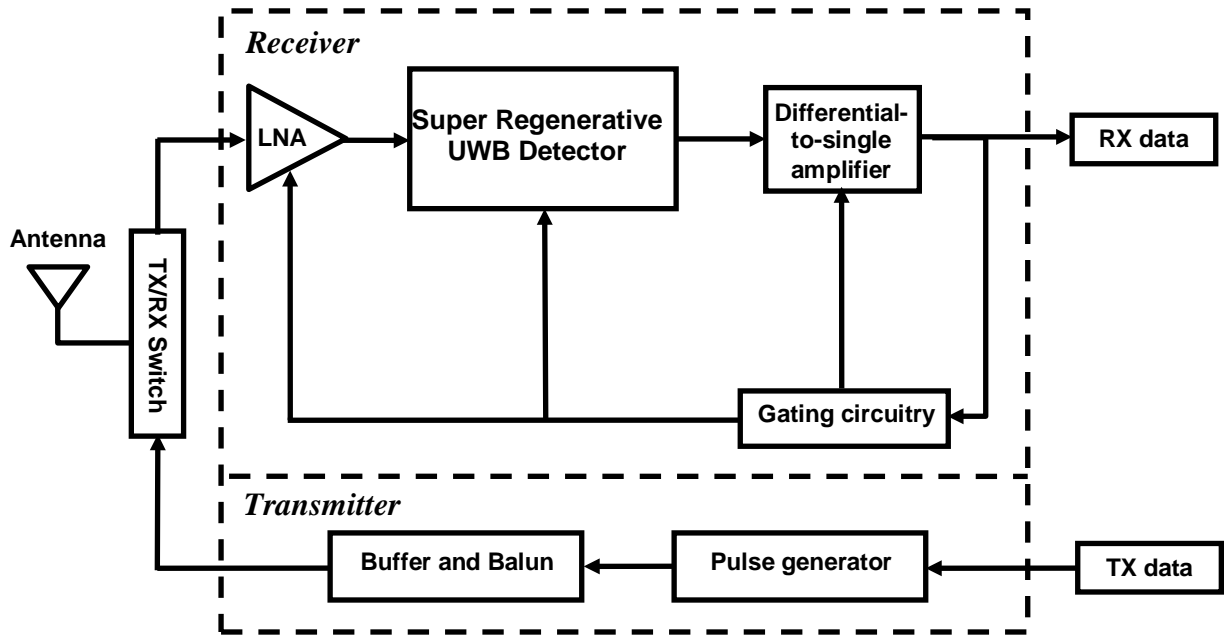 Receiver
LNA
Super Regenerative
UWB Detector
Differential-
to-single
amplifier
RX data
Antenna
TX/RX Switch
Gating circuitry
Transmitter
Buffer and Balun
Pulse generator
TX data